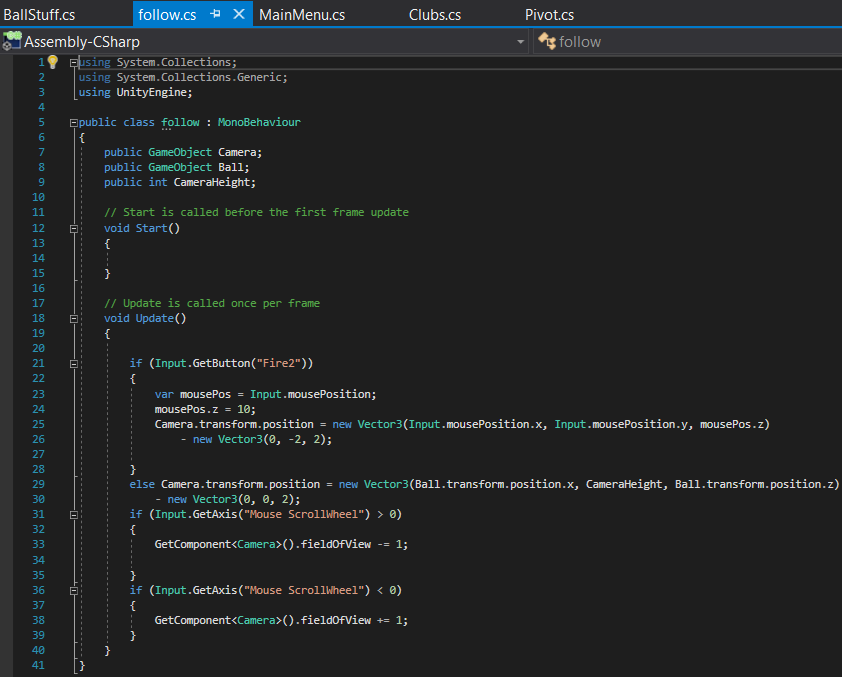 BallStuff.cs follow.cs MainMenu.cs Clubs.cs Pivot.cs
Assembly-CSharp follow
1 using System.Collections;
2 using System.Collections.Generic;
3 using UnityEngine;
4
5 public class follow : MonoBehaviour
6 {
7 public GameObject Camera;
8 public GameObject Ball;
9 public int CameraHeight;
10
11 // Start is called before the first frame update
12 void Start()
13 {
14
15 }
16
17 // Update is called once per frame
18 void Update()
19 {
20
21 if (Input.GetButton("Fire2"))
22 {
23 var mousePos = Input.mousePosition;
24 mousePos.z = 10;
25 Camera.transform.position = new Vector3(Input.mousePosition.x, Input.mousePosition.y, mousePos.z)
26 - new Vector3(0, -2, 2);
27
28 }
29 else Camera.transform.position = new Vector3(Ball.transform.position.x, CameraHeight, Ball.transform.position.z)
30 - new Vector3(0, 0, 2);
31 if (Input.GetAxis("Mouse ScrollWheel") > 0)
32 {
33 GetComponent<Camera>().fieldOfView -= 1;
34
35 }
36 if (Input.GetAxis("Mouse ScrollWheel") < 0)
37 {
38 GetComponent<Camera>().fieldOfView += 1;
39 }
40 }
41 }